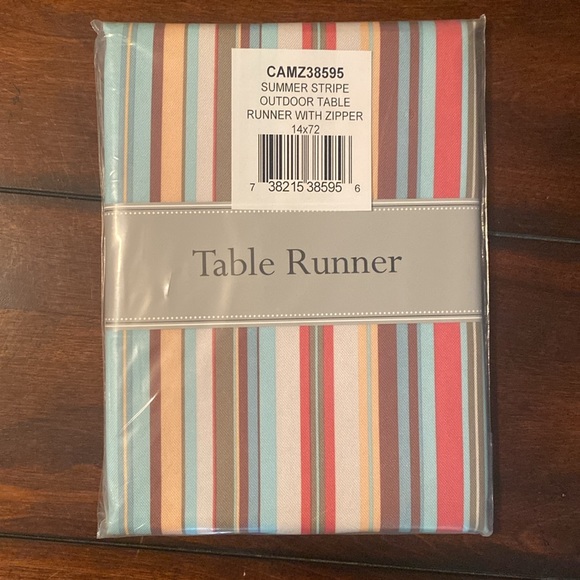 CAMZ38595
SUMMER STRIPE
OUTDOOR TABLE
RUNNER WITH ZIPPER
14x72
7 38215 38595 6
Table Runner